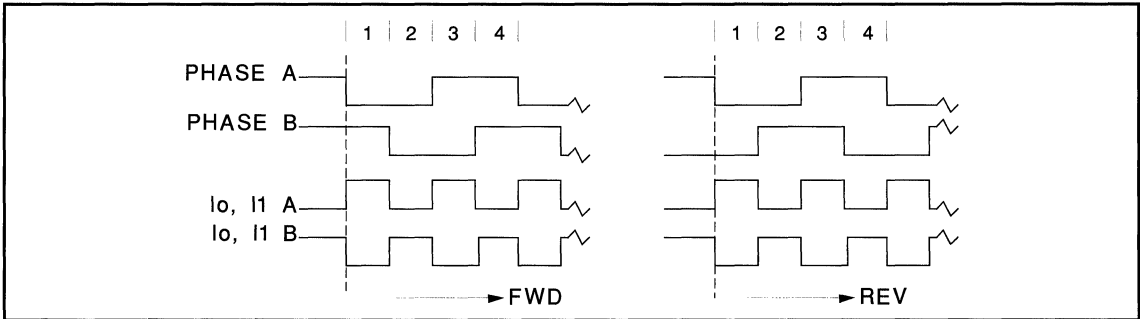 1 2 3 4 1 2 3 4
PHASE A
PHASE B
Io, I1 A
Io, I1 B
FWD REV